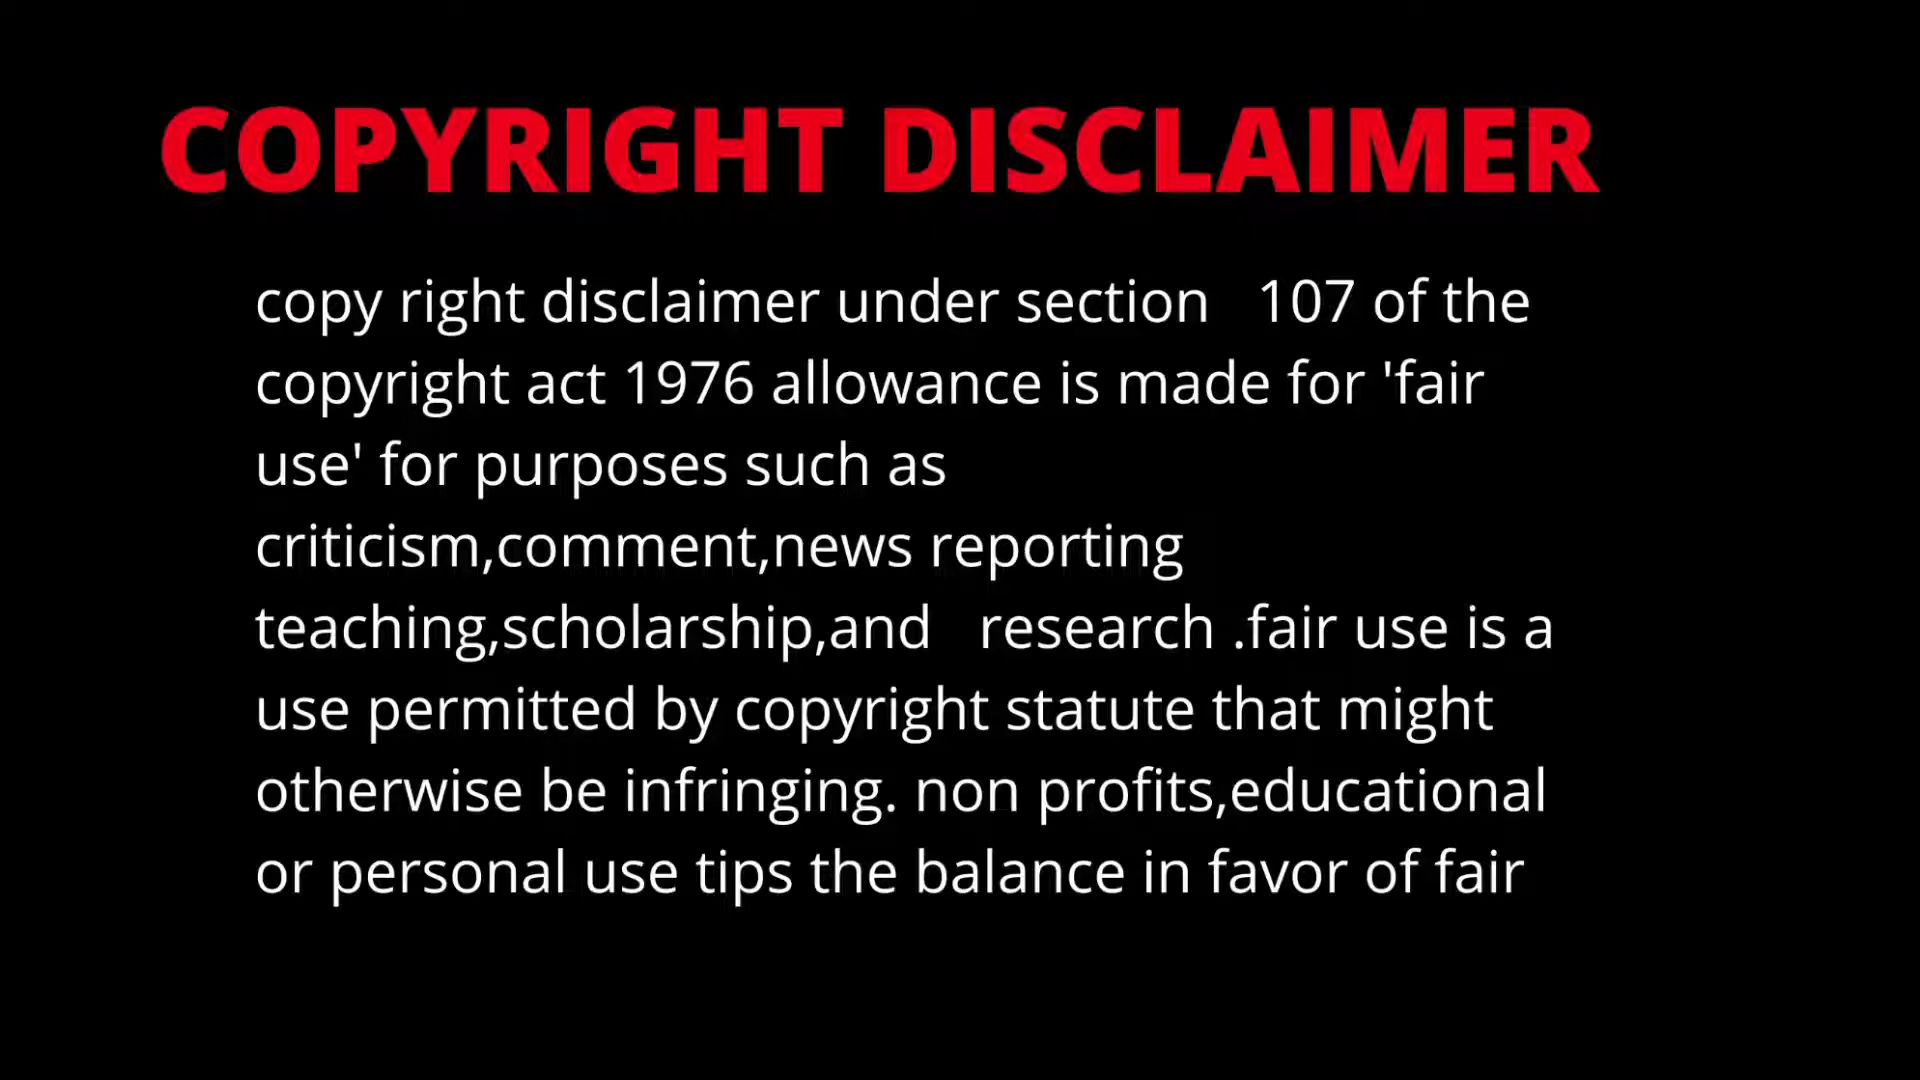 COPYRIGHT DISCLAIMER
copy right disclaimer under section   107 of the
copyright act 1976 allowance is made for 'fair
use' for purposes such as
criticism,comment,news reporting
teaching,scholarship,and   research .fair use is a
use permitted by copyright statute that might
otherwise be infringing. non profits,educational
or personal use tips the balance in favor of fair